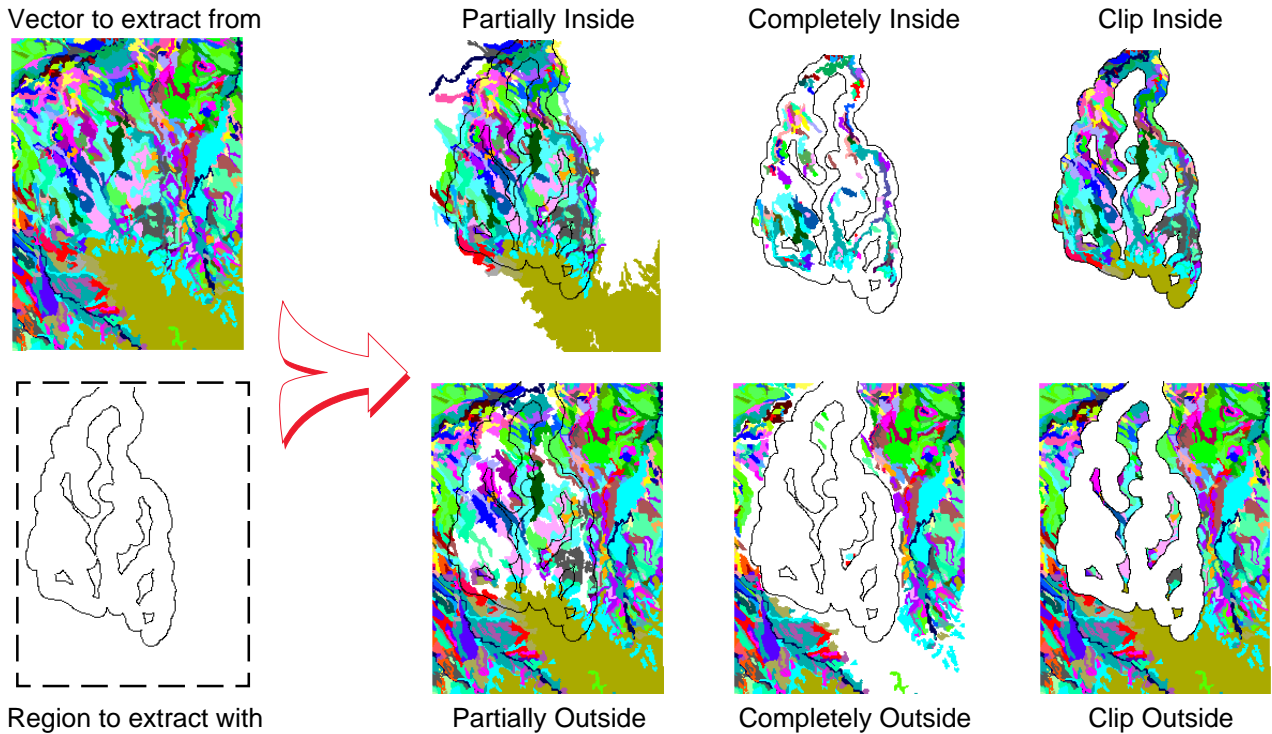 Vector to extract from
Partially Inside
Completely Inside
Clip Inside
Region to extract with
Partially Outside
Completely Outside
Clip Outside